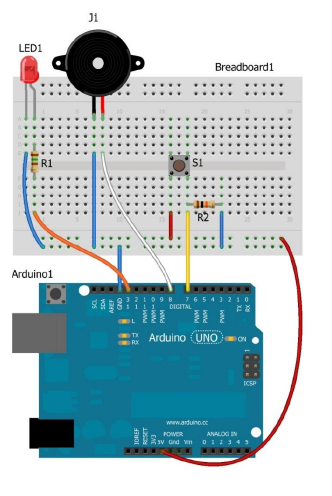 J1
LED1
Breadboard1
R1
S1
R2
Arduino1
SCL
SDA
AREF
GND
13
12
PWM 11
PWM 10
PWM 9
8
DIGITAL
7
PWM 6
PWM 5
4
PWM 3
2
TX 1
RX 0
L
TX
RX
Arduino UNO
ON
1
ICSP
www.arduino.cc
POWER
ANALOG IN
IOREF
RESET
3V3
5V
Gnd
Vin
0 1 2 3 4 5